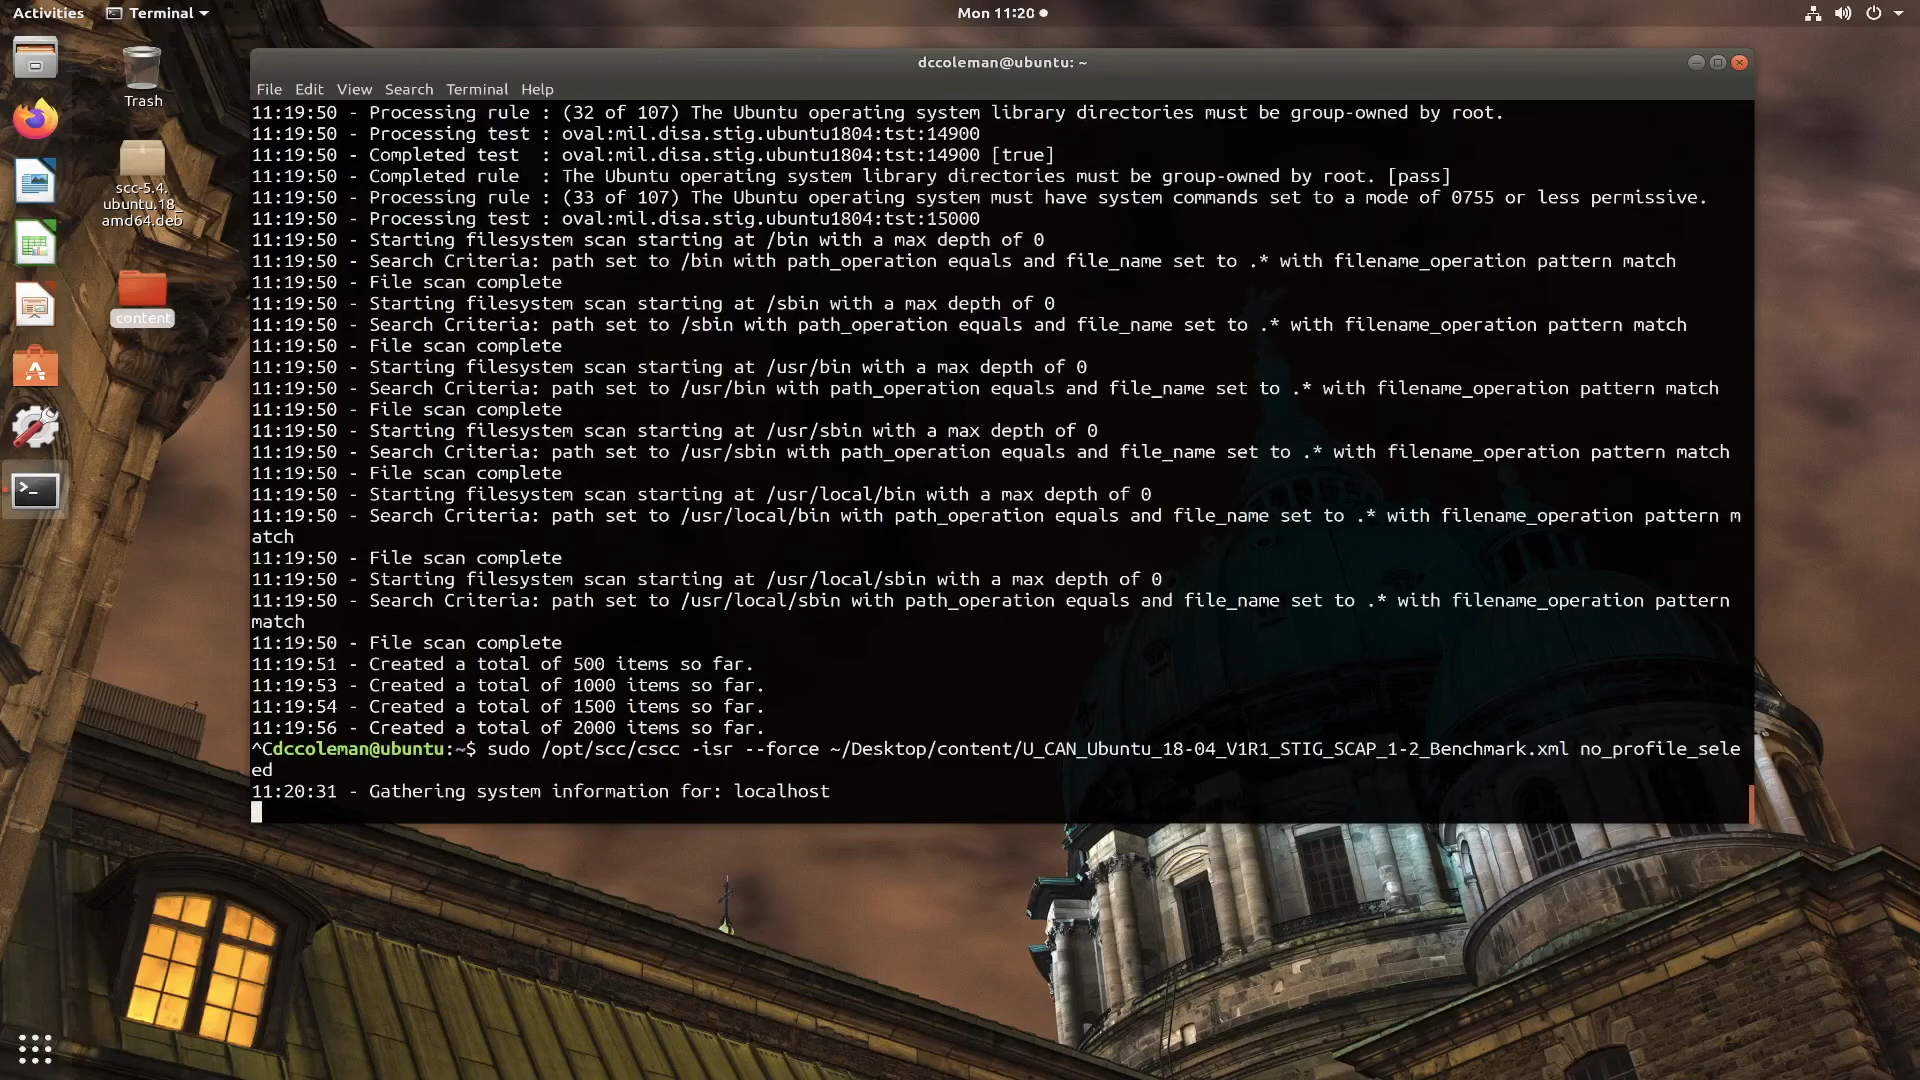 Activities Terminal Mon 11:20
dccoleman@ubuntu: ~
File Edit View Search Terminal Help
Trash
scc-5.4.
ubuntu.18_
amd64.deb
content
11:19:50 - Processing rule : (32 of 107) The Ubuntu operating system library directories must be group-owned by root.
11:19:50 - Processing test : oval:mil.disa.stig.ubuntu1804:tst:14900
11:19:50 - Completed test  : oval:mil.disa.stig.ubuntu1804:tst:14900 [true]
11:19:50 - Completed rule  : The Ubuntu operating system library directories must be group-owned by root. [pass]
11:19:50 - Processing rule : (33 of 107) The Ubuntu operating system must have system commands set to a mode of 0755 or less permissive.
11:19:50 - Processing test : oval:mil.disa.stig.ubuntu1804:tst:15000
11:19:50 - Starting filesystem scan starting at /bin with a max depth of 0
11:19:50 - Search Criteria: path set to /bin with path_operation equals and file_name set to .* with filename_operation pattern match
11:19:50 - File scan complete
11:19:50 - Starting filesystem scan starting at /sbin with a max depth of 0
11:19:50 - Search Criteria: path set to /sbin with path_operation equals and file_name set to .* with filename_operation pattern match
11:19:50 - File scan complete
11:19:50 - Starting filesystem scan starting at /usr/bin with a max depth of 0
11:19:50 - Search Criteria: path set to /usr/bin with path_operation equals and file_name set to .* with filename_operation pattern match
11:19:50 - File scan complete
11:19:50 - Starting filesystem scan starting at /usr/sbin with a max depth of 0
11:19:50 - Search Criteria: path set to /usr/sbin with path_operation equals and file_name set to .* with filename_operation pattern match
11:19:50 - File scan complete
11:19:50 - Starting filesystem scan starting at /usr/local/bin with a max depth of 0
11:19:50 - Search Criteria: path set to /usr/local/bin with path_operation equals and file_name set to .* with filename_operation pattern m
atch
11:19:50 - File scan complete
11:19:50 - Starting filesystem scan starting at /usr/local/sbin with a max depth of 0
11:19:50 - Search Criteria: path set to /usr/local/sbin with path_operation equals and file_name set to .* with filename_operation pattern
match
11:19:50 - File scan complete
11:19:51 - Created a total of 500 items so far.
11:19:53 - Created a total of 1000 items so far.
11:19:54 - Created a total of 1500 items so far.
11:19:56 - Created a total of 2000 items so far.
^Cdccoleman@ubuntu:~$ sudo /opt/scc/cscc -isr --force ~/Desktop/content/U_CAN_Ubuntu_18-04_V1R1_STIG_SCAP_1-2_Benchmark.xml no_profile_sele
ed
11:20:31 - Gathering system information for: localhost